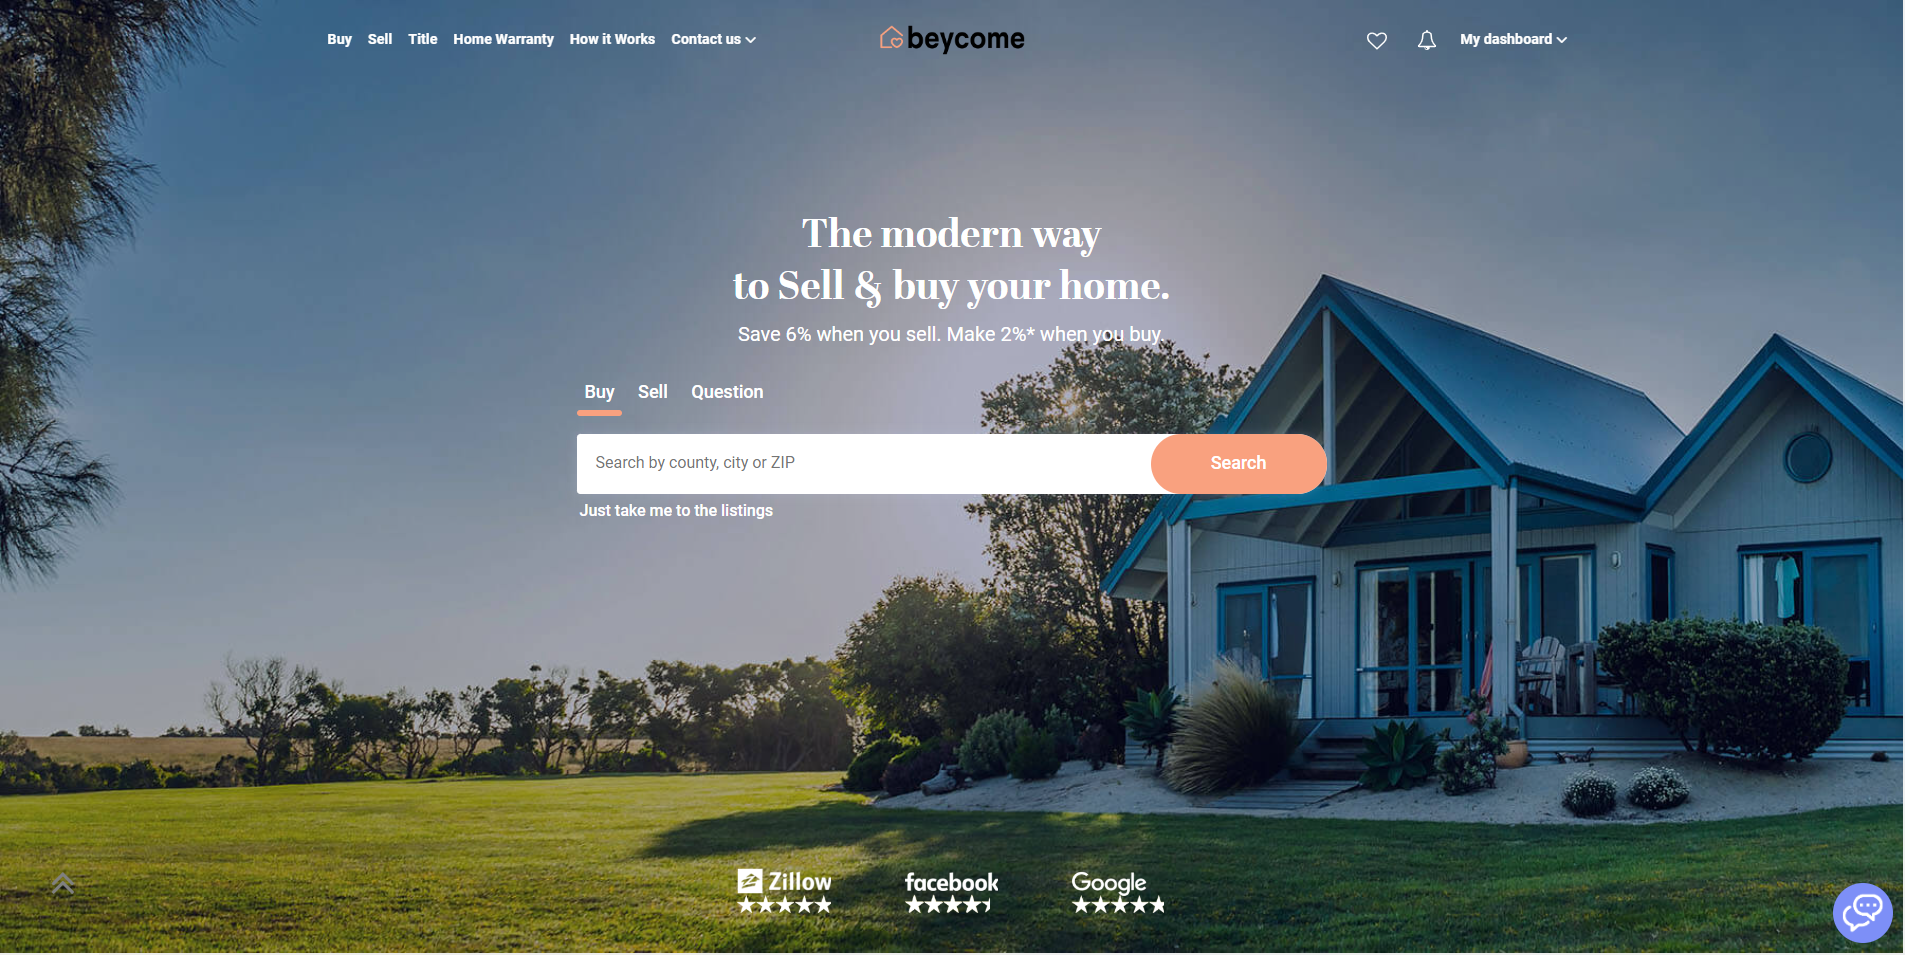 Buy Sell Title Home Warranty How it Works Contact us
beycome
My dashboard
The modern way
to Sell & buy your home.
Save 6% when you sell. Make 2%* when you buy.
Buy Sell Question
Search by county, city or ZIP
Search
Just take me to the listings
Zillow facebook Google